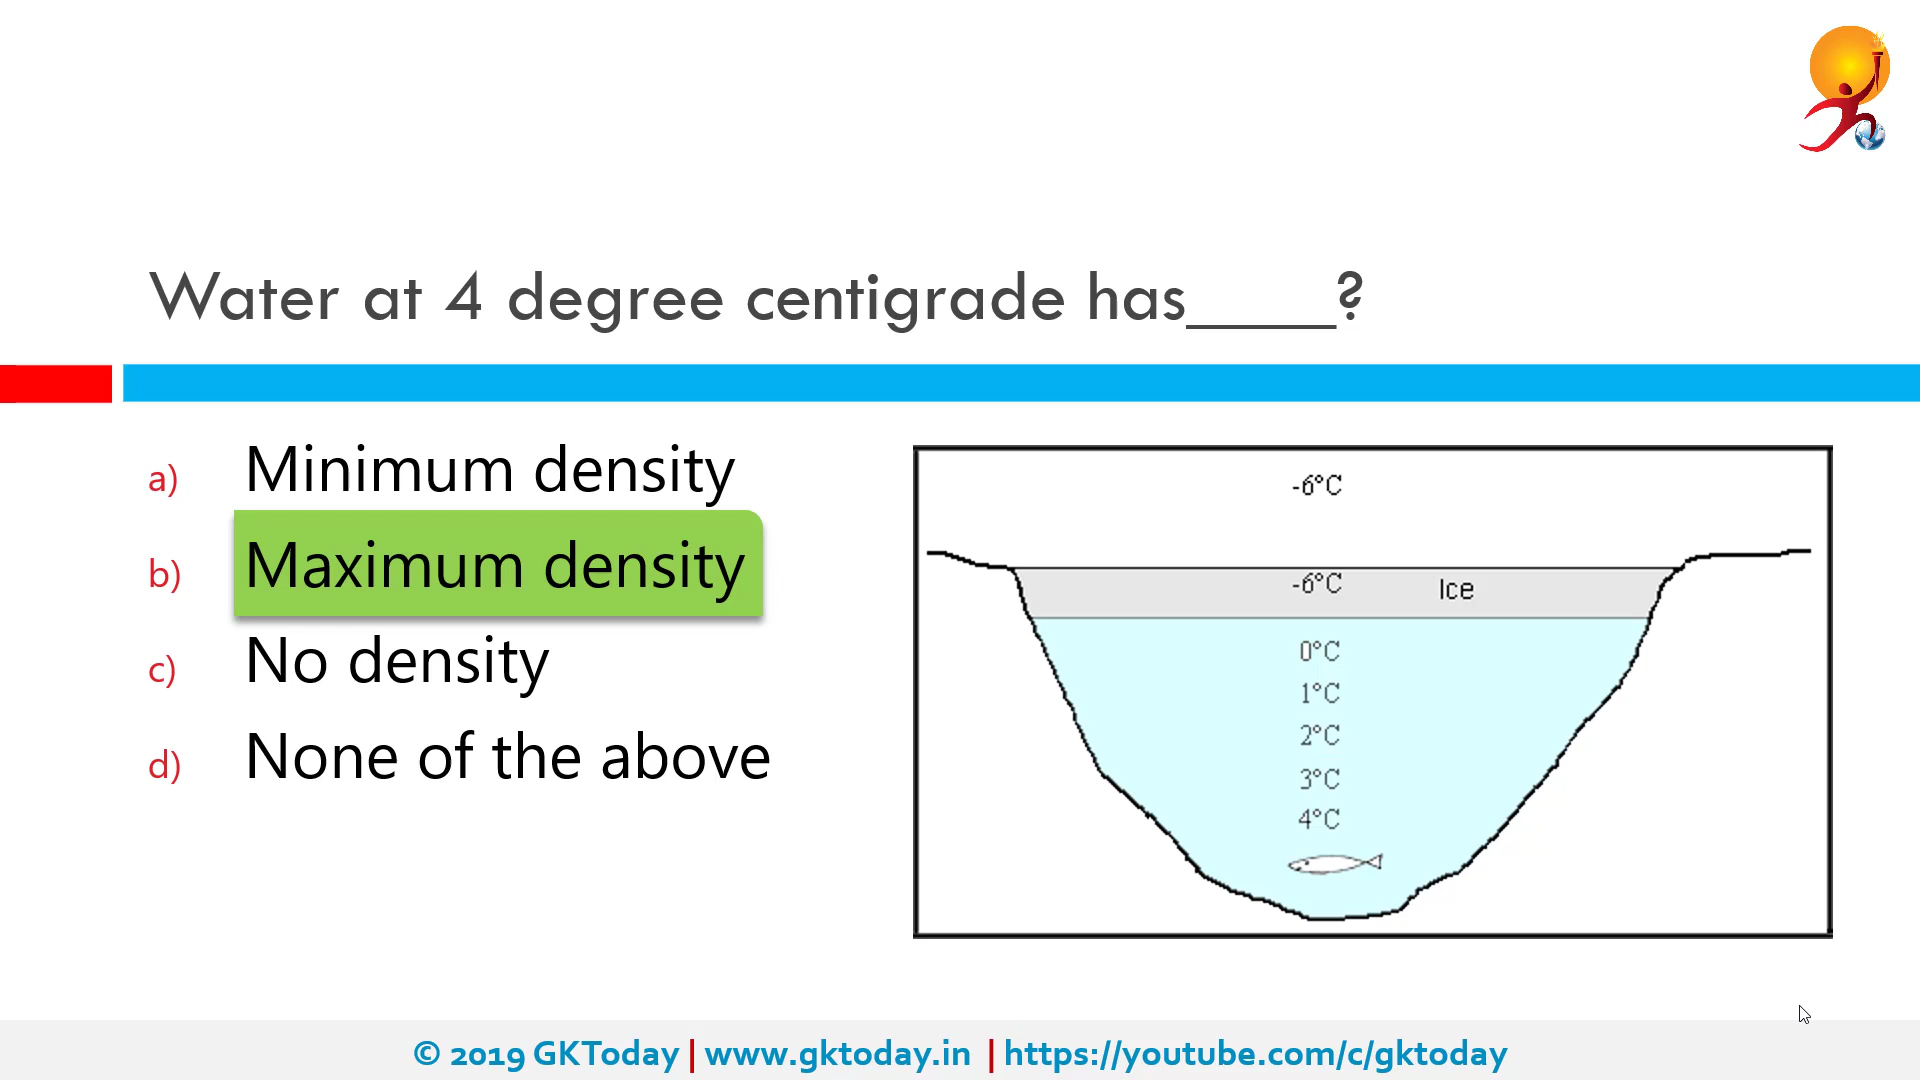 Water at 4 degree centigrade has____?
a) Minimum density
b) Maximum density
c) No density
d) None of the above
-6°C
-6°C Ice
0°C
1°C
2°C
3°C
4°C
© 2019 GKToday | www.gktoday.in | https://youtube.com/c/gktoday